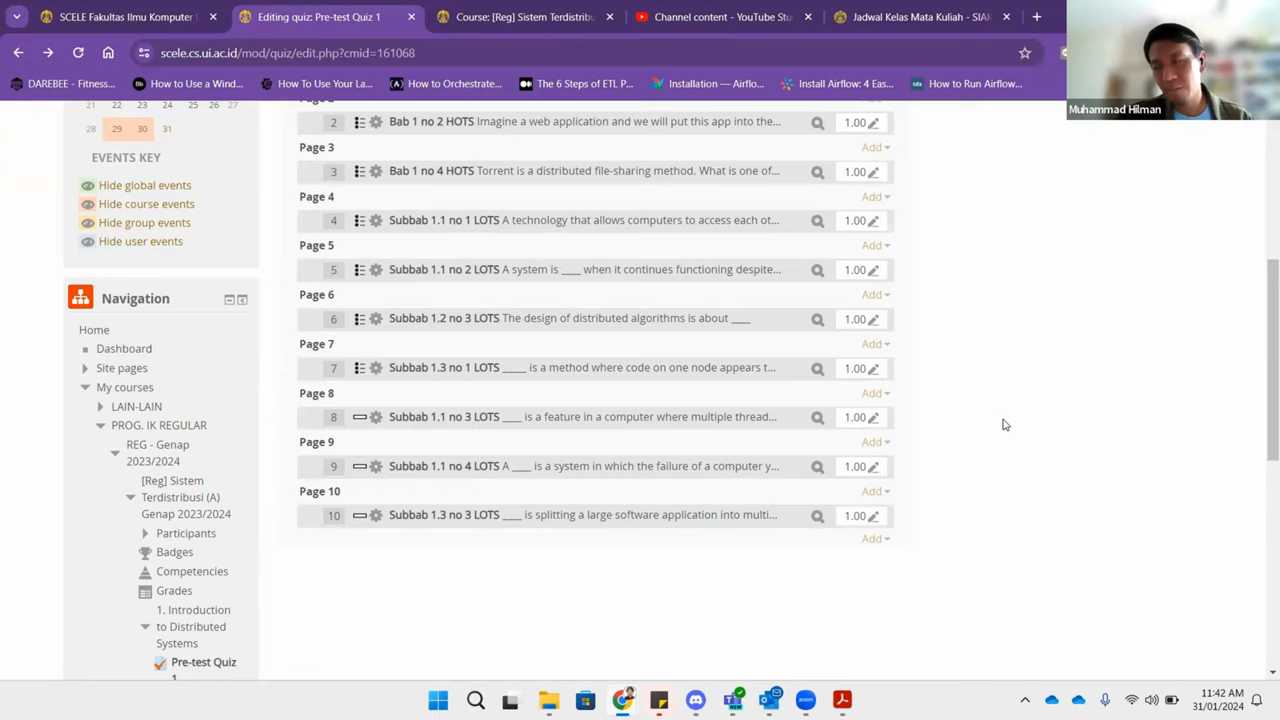 SCELE Fakultas Ilmu Komputer
Editing quiz: Pre-test Quiz 1
Course: [Reg] Sistem Terdistribu
Channel content - YouTube Stu
Jadwal Kelas Mata Kuliah - SIAK
scele.cs.ui.ac.id/mod/quiz/edit.php?cmid=161068
DAREBEE - Fitness...
How to Use a Wind...
How To Use Your La...
How to Orchestrate...
The 6 Steps of ETL P...
Installation — Airflo...
Install Airflow: 4 Eas...
How to Run Airflow...
Muhammad Hilman
21 22 23 24 25 26 27
28 29 30 31
EVENTS KEY
Hide global events
Hide course events
Hide group events
Hide user events
Navigation
Home
Dashboard
Site pages
My courses
LAIN-LAIN
PROG. IK REGULAR
REG - Genap
2023/2024
[Reg] Sistem
Terdistribusi (A)
Genap 2023/2024
Participants
Badges
Competencies
Grades
1. Introduction
to Distributed
Systems
Pre-test Quiz
2 Bab 1 no 1 HOTS Imagine a web application and we will put this app into the... 1.00
Page 3 Add
3 Bab 1 no 4 HOTS Torrent is a distributed file-sharing method. What is one of... 1.00
Page 4 Add
4 Subbab 1.1 no 1 LOTS A technology that allows computers to access each ot... 1.00
Page 5 Add
5 Subbab 1.1 no 2 LOTS A system is ____ when it continues functioning despite... 1.00
Page 6 Add
6 Subbab 1.2 no 3 LOTS The design of distributed algorithms is about ____ 1.00
Page 7 Add
7 Subbab 1.3 no 1 LOTS ____ is a method where code on one node appears t... 1.00
Page 8 Add
8 Subbab 1.1 no 3 LOTS ____ is a feature in a computer where multiple thread... 1.00
Page 9 Add
9 Subbab 1.1 no 4 LOTS A ____ is a system in which the failure of a computer y... 1.00
Page 10 Add
10 Subbab 1.3 no 3 LOTS ____ is splitting a large software application into multi... 1.00
Add
11:42 AM
31/01/2024